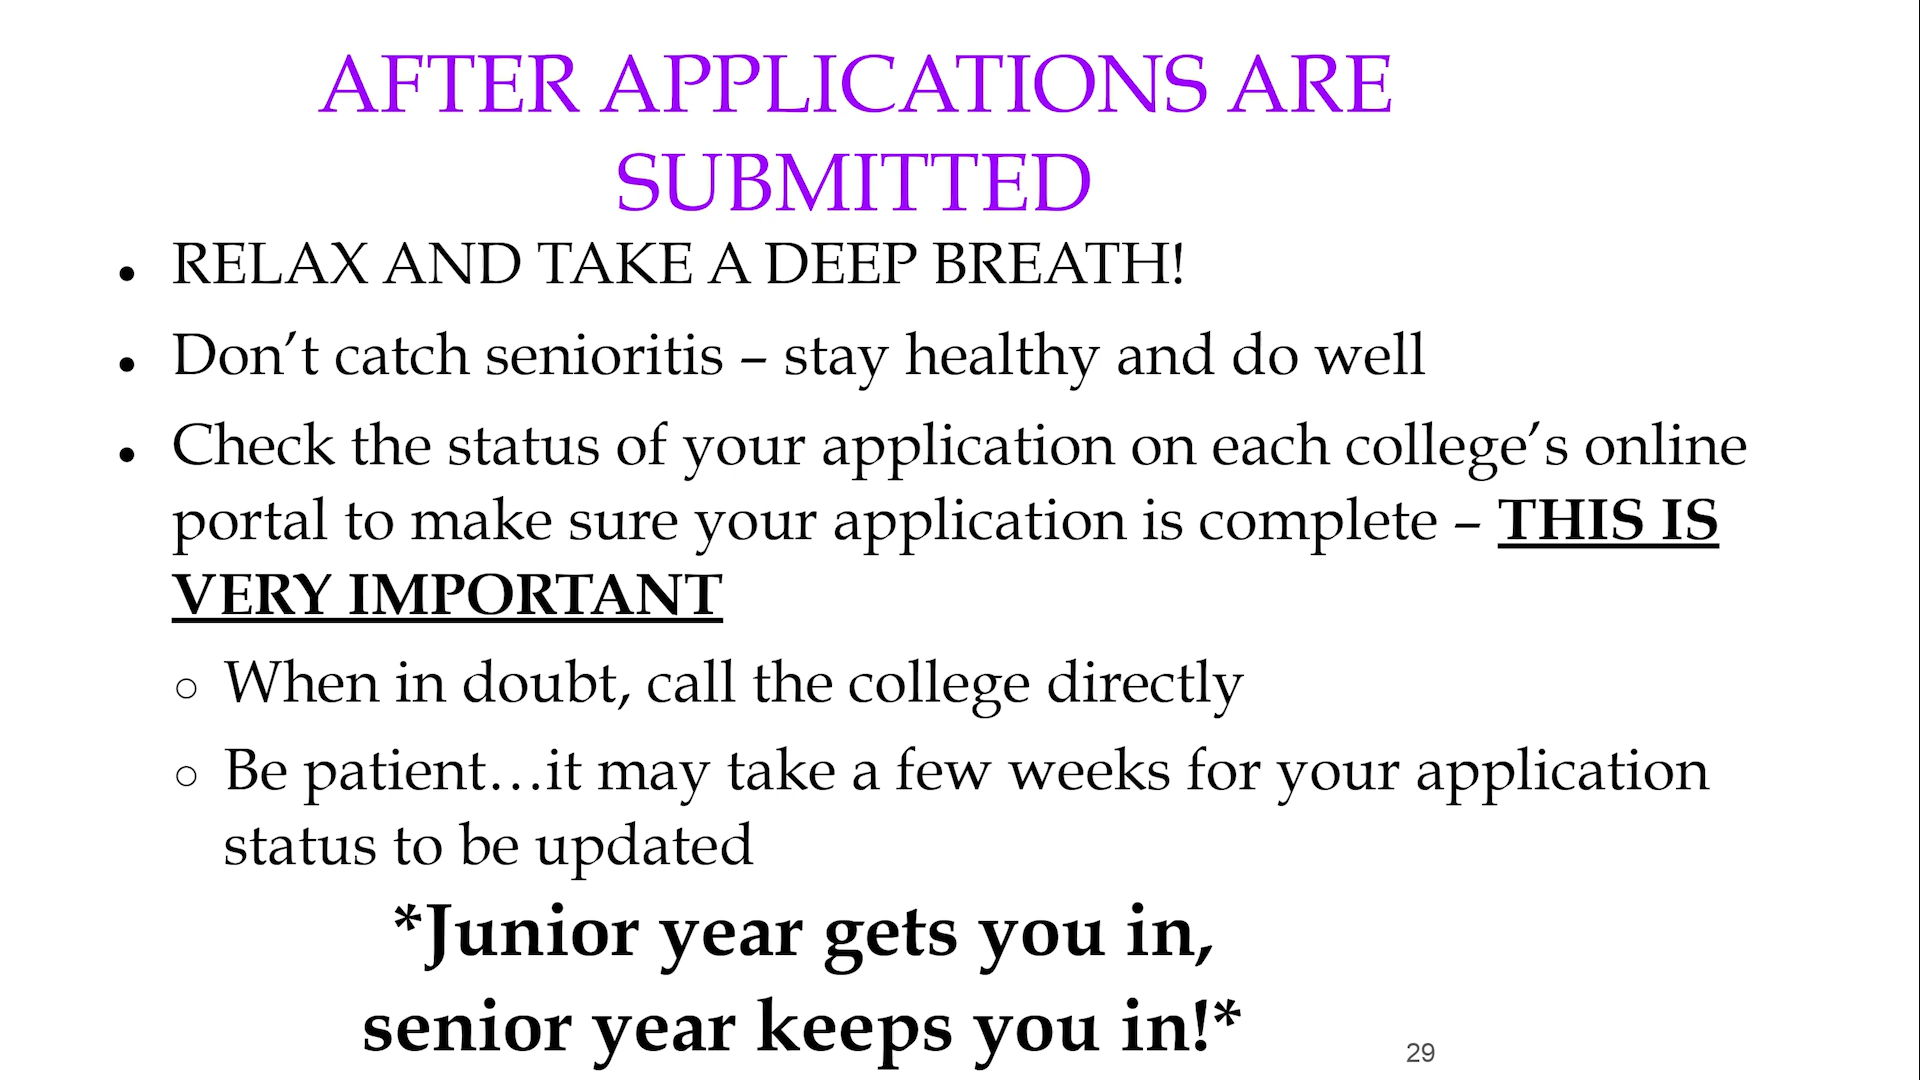 AFTER APPLICATIONS ARE
SUBMITTED
● RELAX AND TAKE A DEEP BREATH!
● Don’t catch senioritis – stay healthy and do well
● Check the status of your application on each college’s online
portal to make sure your application is complete – THIS IS
VERY IMPORTANT
○ When in doubt, call the college directly
○ Be patient…it may take a few weeks for your application
status to be updated
*Junior year gets you in,
senior year keeps you in!*
29